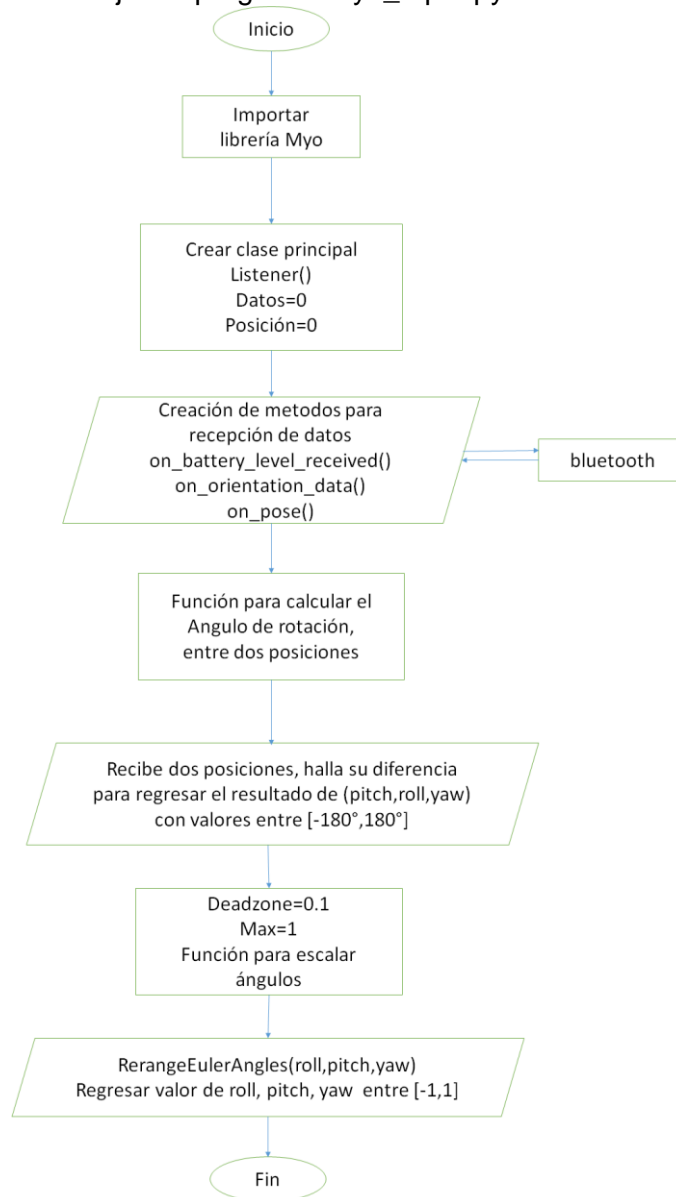 Inicio
Importar
librería Myo
Crear clase principal
Listener()
Datos=0
Posición=0
Creación de metodos para
recepción de datos
on_battery_level_received()
on_orientation_data()
on_pose()
bluetooth
Función para calcular el
Angulo de rotación,
entre dos posiciones
Recibe dos posiciones, halla su diferencia
para regresar el resultado de (pitch,roll,yaw)
con valores entre [-180°,180°]
Deadzone=0.1
Max=1
Función para escalar
ángulos
RerangeEulerAngles(roll,pitch,yaw)
Regresar valor de roll, pitch, yaw entre [-1,1]
Fin